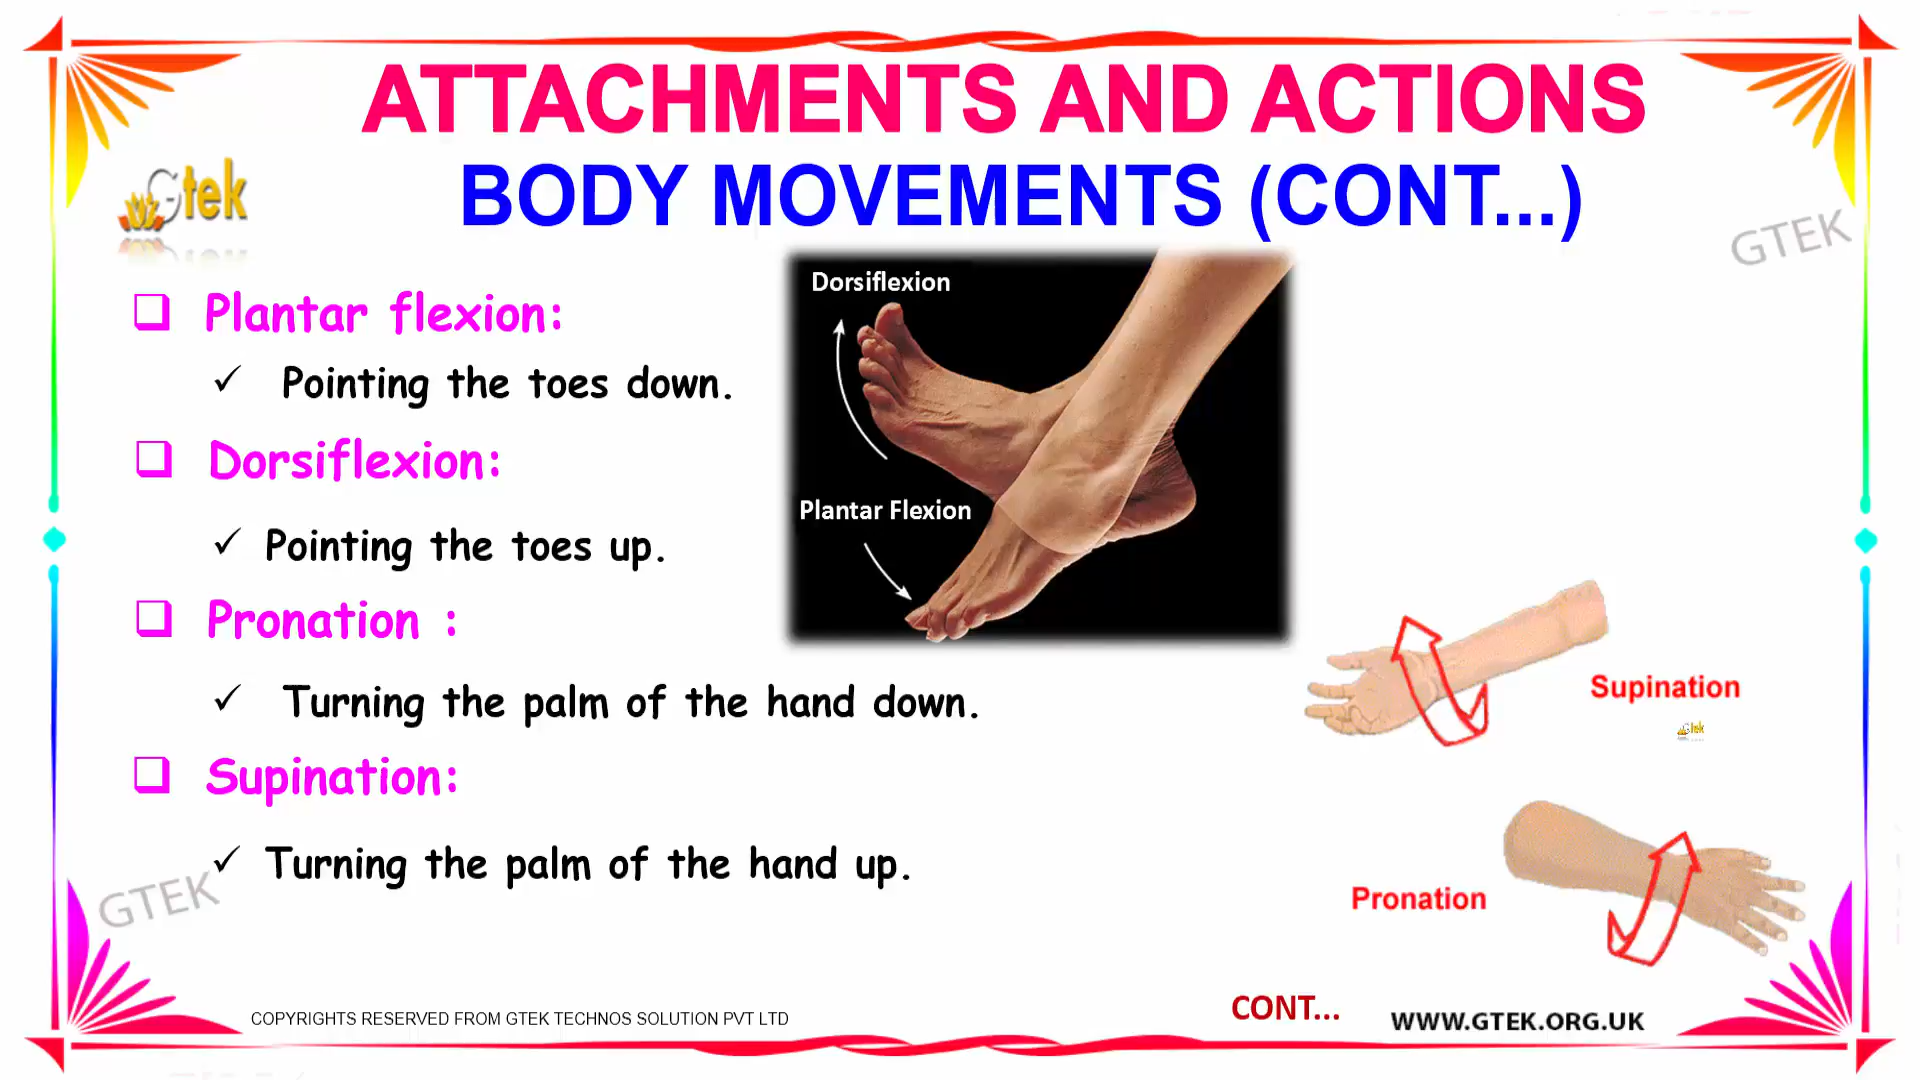 ATTACHMENTS AND ACTIONS
BODY MOVEMENTS (CONT...)
Gtek
GTEK
Plantar flexion:
Pointing the toes down.
Dorsiflexion:
Pointing the toes up.
Pronation :
Turning the palm of the hand down.
Supination:
Turning the palm of the hand up.
Dorsiflexion
Plantar Flexion
Supination
Gtek
Pronation
GTEK
COPYRIGHTS RESERVED FROM GTEK TECHNOS SOLUTION PVT LTD
CONT...
WWW.GTEK.ORG.UK